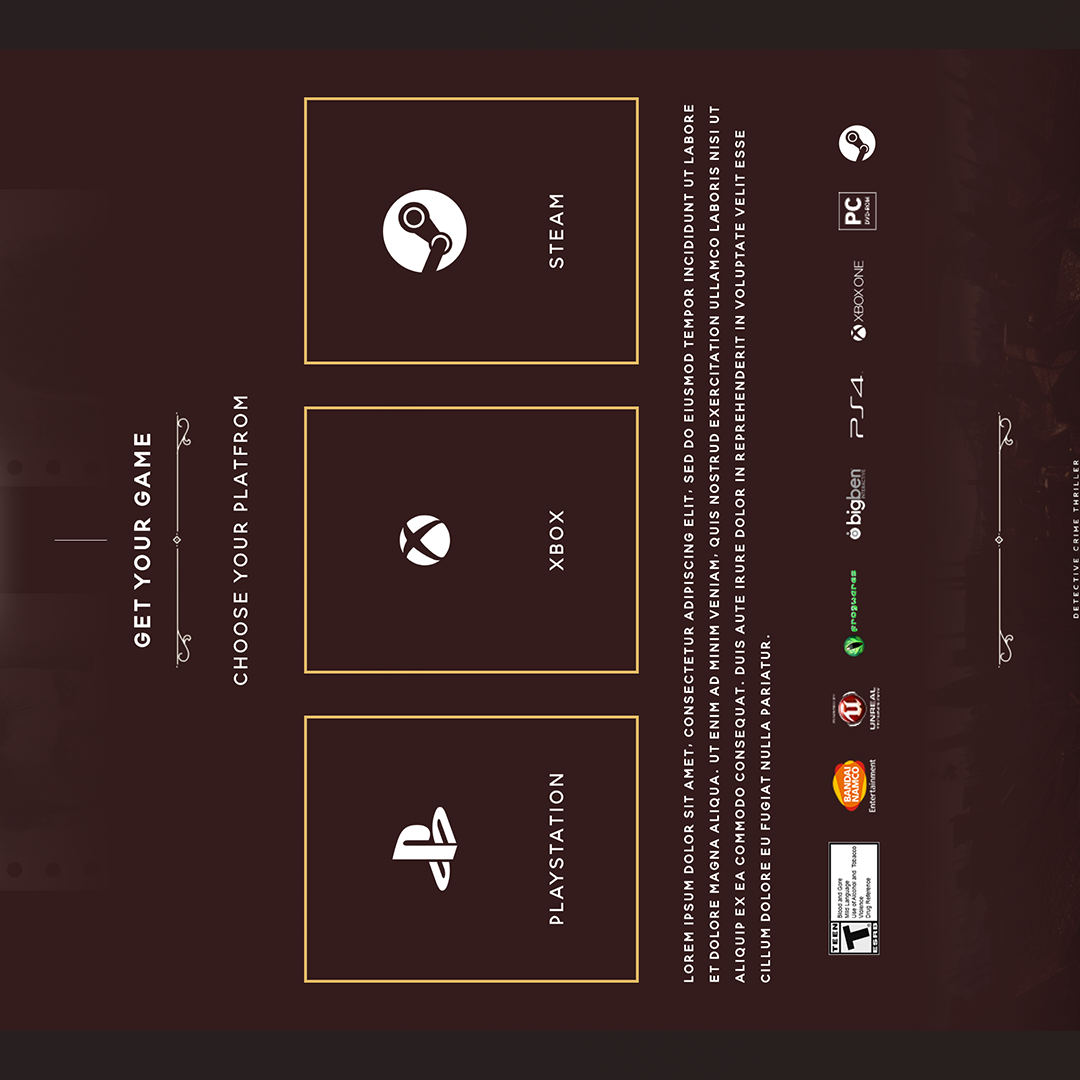 GET YOUR GAME
CHOOSE YOUR PLATFROM
PLAYSTATION
XBOX
STEAM
LOREM IPSUM DOLOR SIT AMET, CONSECTETUR ADIPISCING ELIT, SED DO EIUSMOD TEMPOR INCIDIDUNT UT LABORE
ET DOLORE MAGNA ALIQUA. UT ENIM AD MINIM VENIAM, QUIS NOSTRUD EXERCITATION ULLAMCO LABORIS NISI UT
ALIQUIP EX EA COMMODO CONSEQUAT. DUIS AUTE IRURE DOLOR IN REPREHENDERIT IN VOLUPTATE VELIT ESSE
CILLUM DOLORE EU FUGIAT NULLA PARIATUR.
TEEN
T
ESRB
Blood and Gore
Mild Language
Use of Alcohol and Tobacco
Violence
Drug Reference
BANDAI
NAMCO
Entertainment
UNREAL
frogwares
bigben
INTERACTIVE
PS4
XBOX ONE
PC
DVD-ROM
DETECTIVE CRIME THRILLER